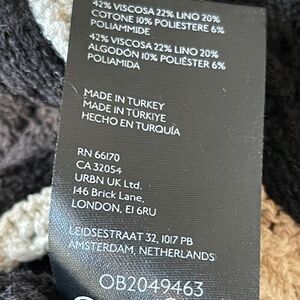 42% VISCOSA 22% LINO 20%
COTONE 10% POLIESTERE 6%
POLIAMMIDE
42% VISCOSA 22% LINO 20%
ALGODÓN 10% POLIÉSTER 6%
POLIAMIDA
MADE IN TURKEY
MADE IN TÜRKIYE
HECHO EN TURQUÍA
RN 66170
CA 32054
URBN UK Ltd.
146 Brick Lane,
LONDON, E1 6RU
LEIDSESTRAAT 32, 1017 PB
AMSTERDAM, NETHERLANDS
OB2049463